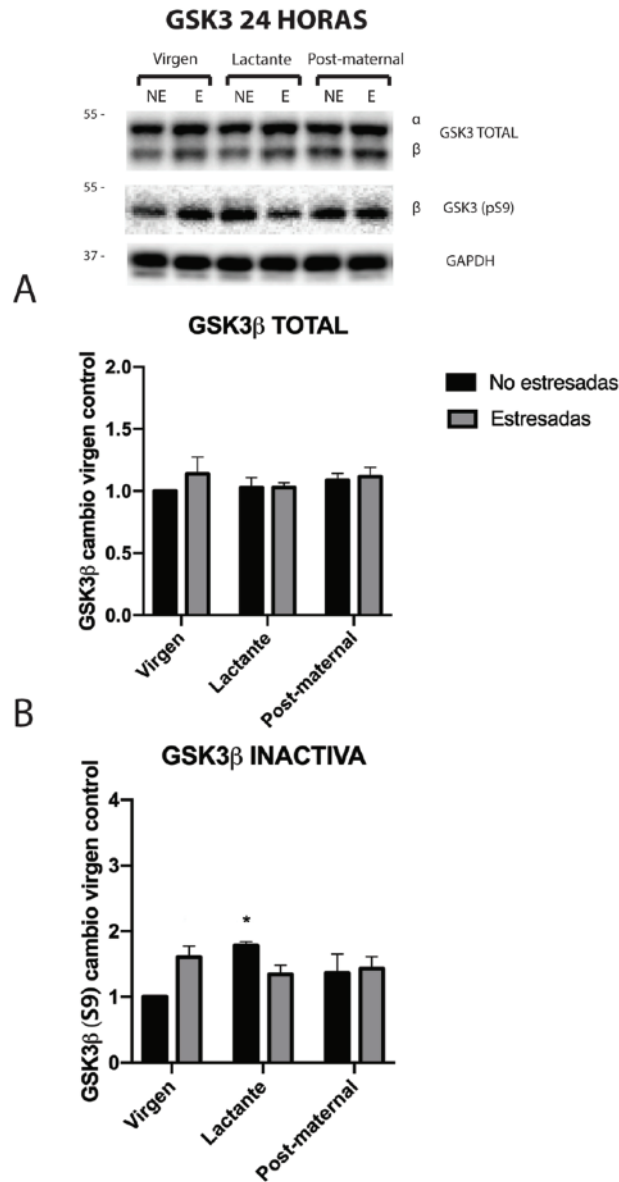 GSK3 24 HORAS
Virgen Lactante Post-maternal
NE E NE E NE E
55 -
α
GSK3 TOTAL
β
55 -
β GSK3 (pS9)
37 -
GAPDH
A
GSK3β TOTAL
2.0
1.5
1.0
0.5
0.0
GSK3β cambio virgen control
Virgen
Lactante
Post-maternal
No estresadas
Estresadas
B
GSK3β INACTIVA
4
3
2
1
0
GSK3β (S9) cambio virgen control
*
Virgen
Lactante
Post-maternal